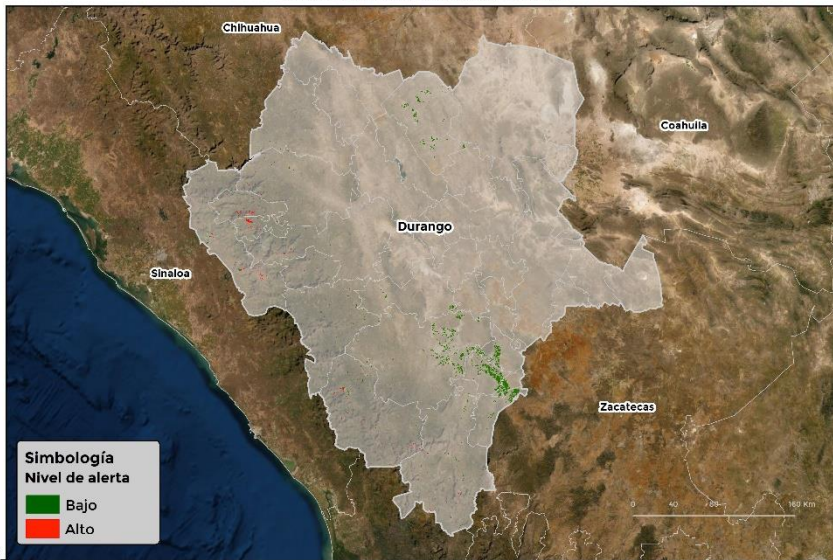 Chihuahua
Coahuila
Durango
Sinaloa
Zacatecas
Simbología
Nivel de alerta
Bajo
Alto
0 40 80 160 Km